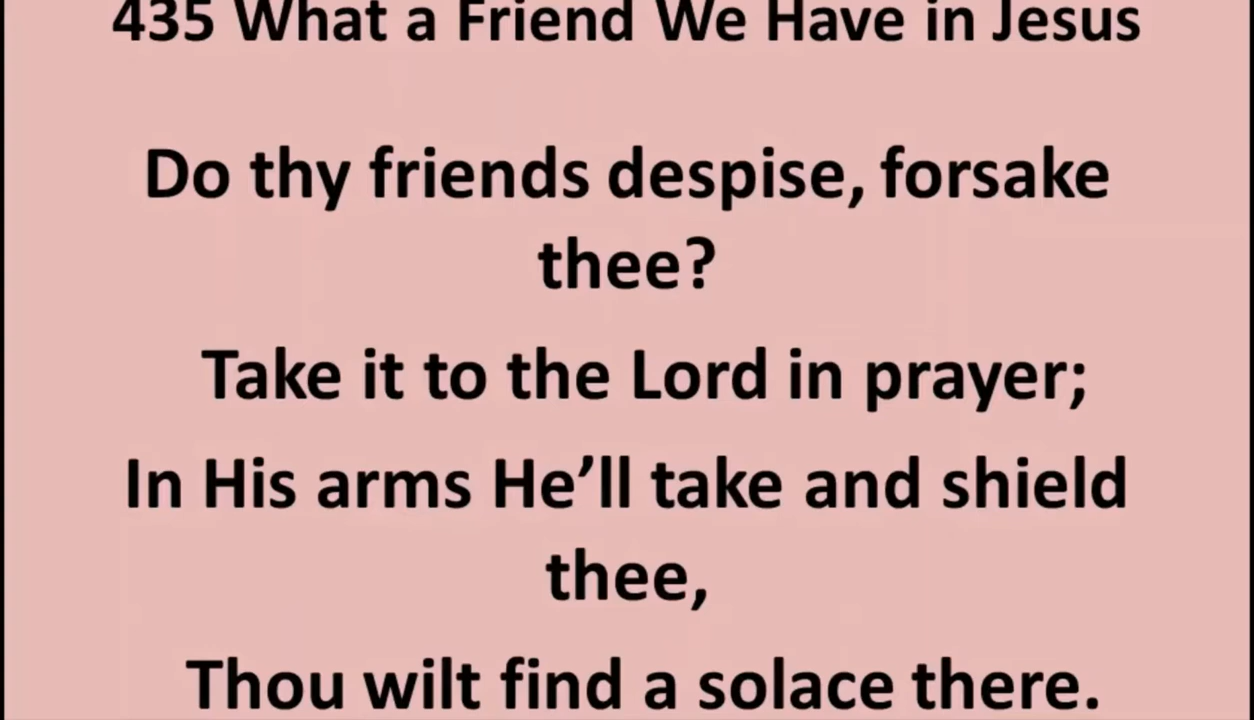 435 What a Friend We Have in Jesus
Do thy friends despise, forsake
thee?
Take it to the Lord in prayer;
In His arms He’ll take and shield
thee,
Thou wilt find a solace there.